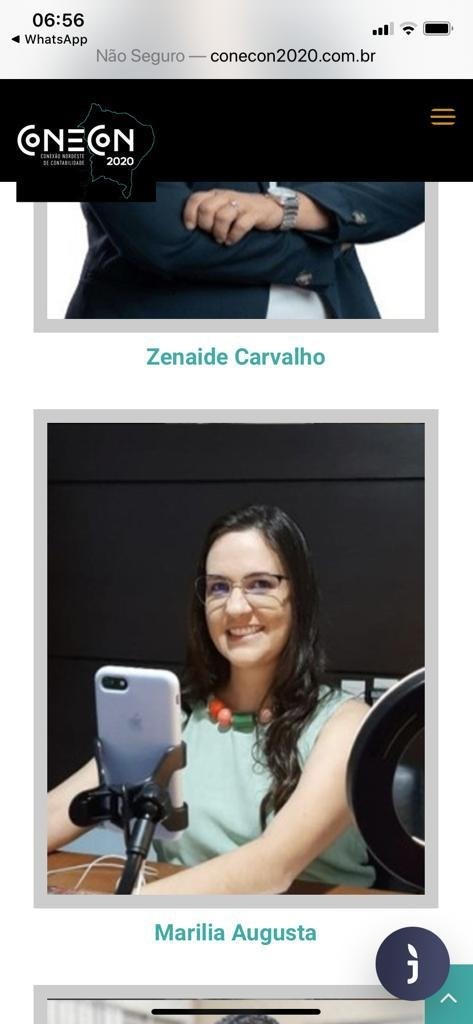 06:56
◀ WhatsApp
Não Seguro — conecon2020.com.br
CONECON
CONEXÃO NORDESTE
DE CONTABILIDADE
2020
Zenaide Carvalho
Marilia Augusta